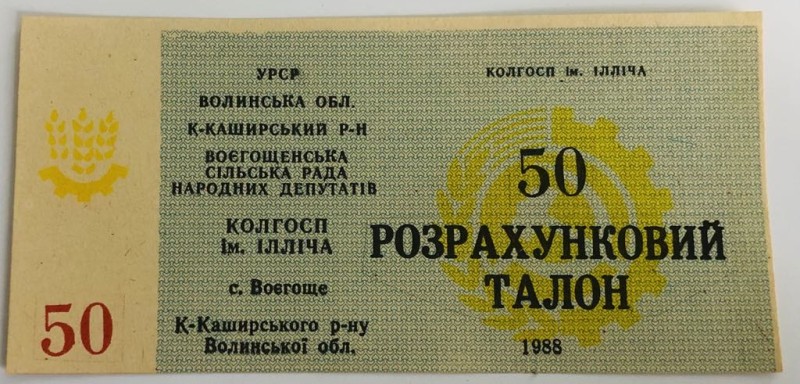 УРСР
ВОЛИНСЬКА ОБЛ.
К-КАШИРСЬКИЙ Р-Н
ВОЄГОЩЕНСЬКА
СІЛЬСЬКА РАДА
НАРОДНИХ ДЕПУТАТІВ
КОЛГОСП
ім. ІЛЛІЧА
с. Воєгоще
К-Каширського р-ну
Волинської обл.
50
КОЛГОСП ім. ІЛЛІЧА
50
РОЗРАХУНКОВИЙ
ТАЛОН
1988